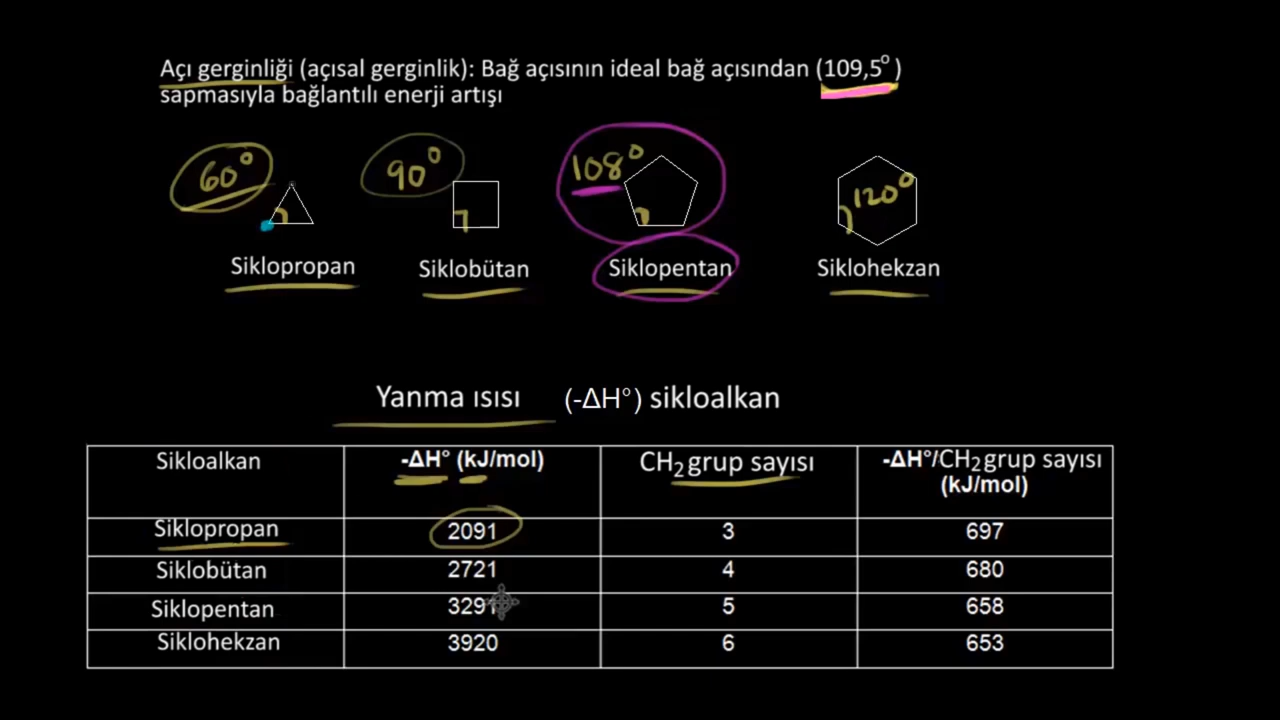 Açı gerginliği (açısal gerginlik): Bağ açısının ideal bağ açısından (109,5°)
sapmasıyla bağlantılı enerji artışı
60° 90° 108° 120°
Siklopropan Siklobütan Siklopentan Siklohekzan
Yanma ısısı (-ΔH°) sikloalkan
Sikloalkan -ΔH° (kJ/mol) CH₂ grup sayısı -ΔH°/CH₂ grup sayısı
(kJ/mol)
Siklopropan 2091 3 697
Siklobütan 2721 4 680
Siklopentan 3291 5 658
Siklohekzan 3920 6 653